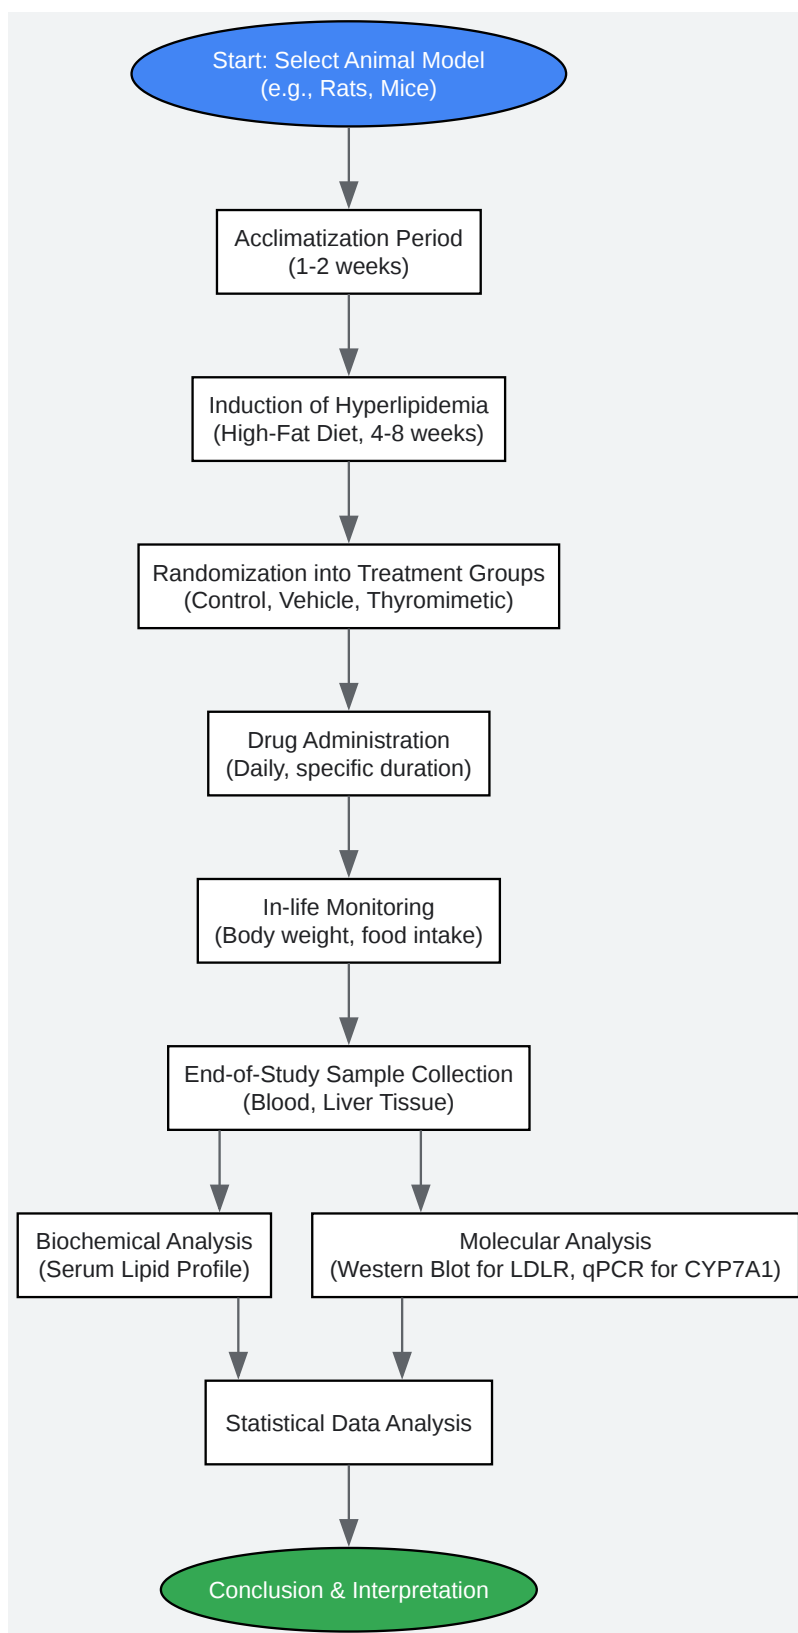 Start: Select Animal Model
(e.g., Rats, Mice)
Acclimatization Period
(1-2 weeks)
Induction of Hyperlipidemia
(High-Fat Diet, 4-8 weeks)
Randomization into Treatment Groups
(Control, Vehicle, Thyromimetic)
Drug Administration
(Daily, specific duration)
In-life Monitoring
(Body weight, food intake)
End-of-Study Sample Collection
(Blood, Liver Tissue)
Biochemical Analysis
(Serum Lipid Profile)
Molecular Analysis
(Western Blot for LDLR, qPCR for CYP7A1)
Statistical Data Analysis
Conclusion & Interpretation